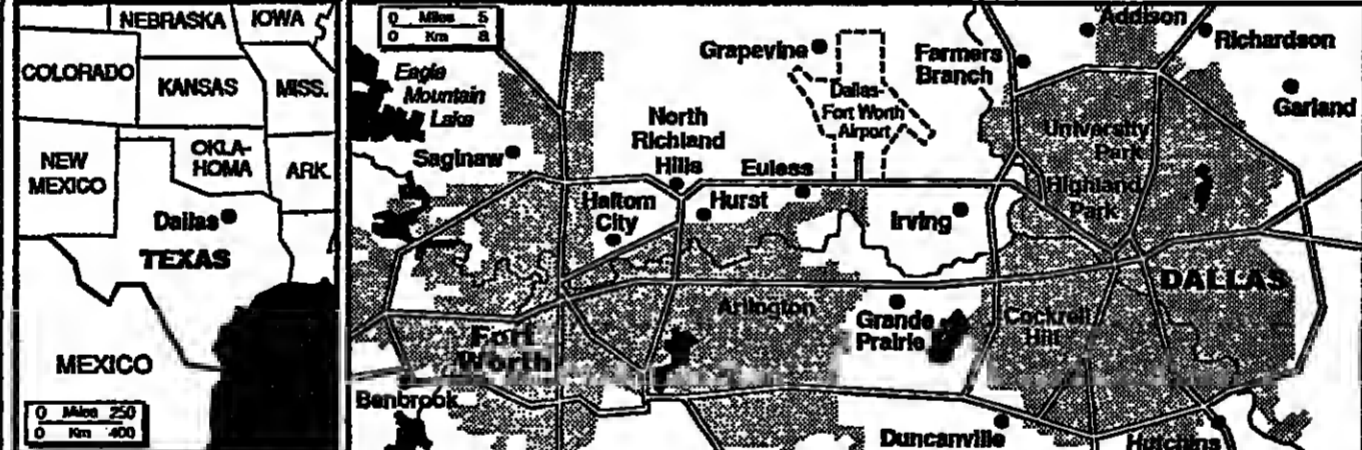 NEBRASKA
IOWA
COLORADO
KANSAS
MISS.
NEW
MEXICO
OKLA-
HOMA
ARK.
Dallas
TEXAS
MEXICO
0 Miles 250
0 Km 400
0 Miles 5
0 Km 8
Eagle
Mountain
Lake
Saginaw
North
Richland
Hills
Haltom
City
Hurst
Euless
Grapevine
Dallas-
Fort Worth
Airport
Farmers
Branch
Addison
Richardson
Garland
University
Park
Highland
Park
Irving
DALLAS
Arlington
Grande
Prairie
Cockrell
Hill
Fort
Worth
Benbrook
Duncanville
Hutchins